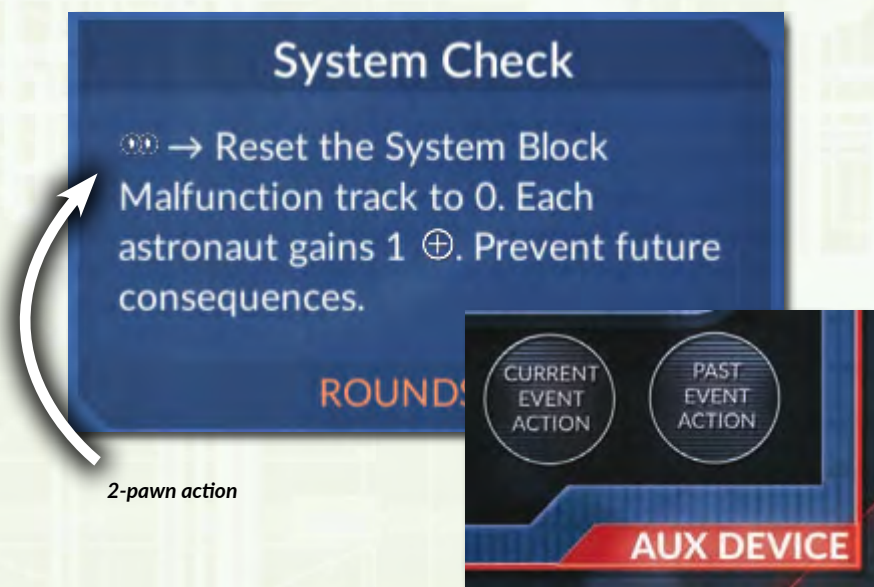 System Check
→ Reset the System Block
Malfunction track to 0. Each
astronaut gains 1 ⊕. Prevent future
consequences.
ROUNDS
2-pawn action
CURRENT
EVENT
ACTION
PAST
EVENT
ACTION
AUX DEVICE